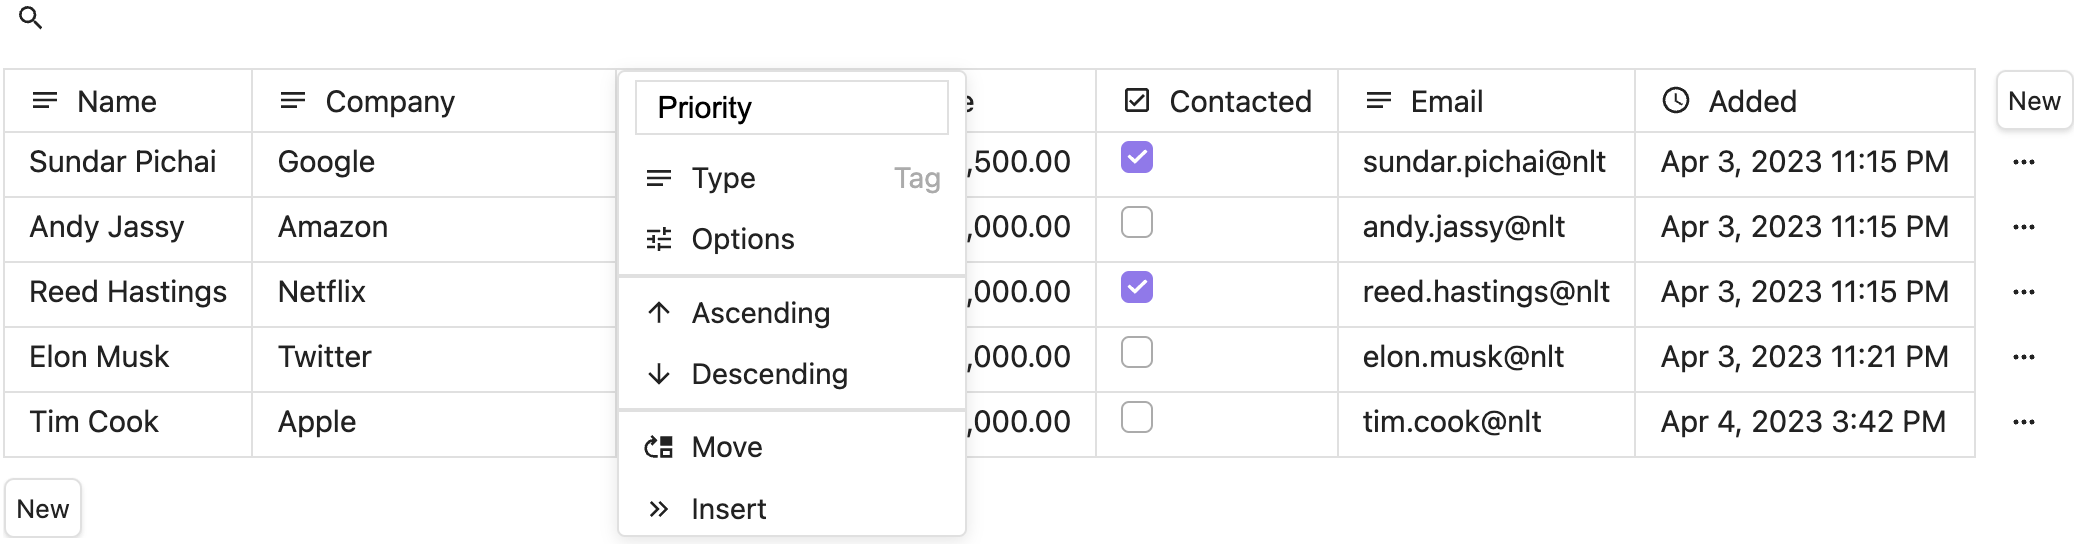 Name Company Priority e Contacted Email Added New
Sundar Pichai Google Type Tag ,500.00 sundar.pichai@nlt Apr 3, 2023 11:15 PM ...
Andy Jassy Amazon Options ,000.00 andy.jassy@nlt Apr 3, 2023 11:15 PM ...
Reed Hastings Netflix Ascending ,000.00 reed.hastings@nlt Apr 3, 2023 11:15 PM ...
Elon Musk Twitter Descending ,000.00 elon.musk@nlt Apr 3, 2023 11:21 PM ...
Tim Cook Apple Move ,000.00 tim.cook@nlt Apr 4, 2023 3:42 PM ...
New Insert